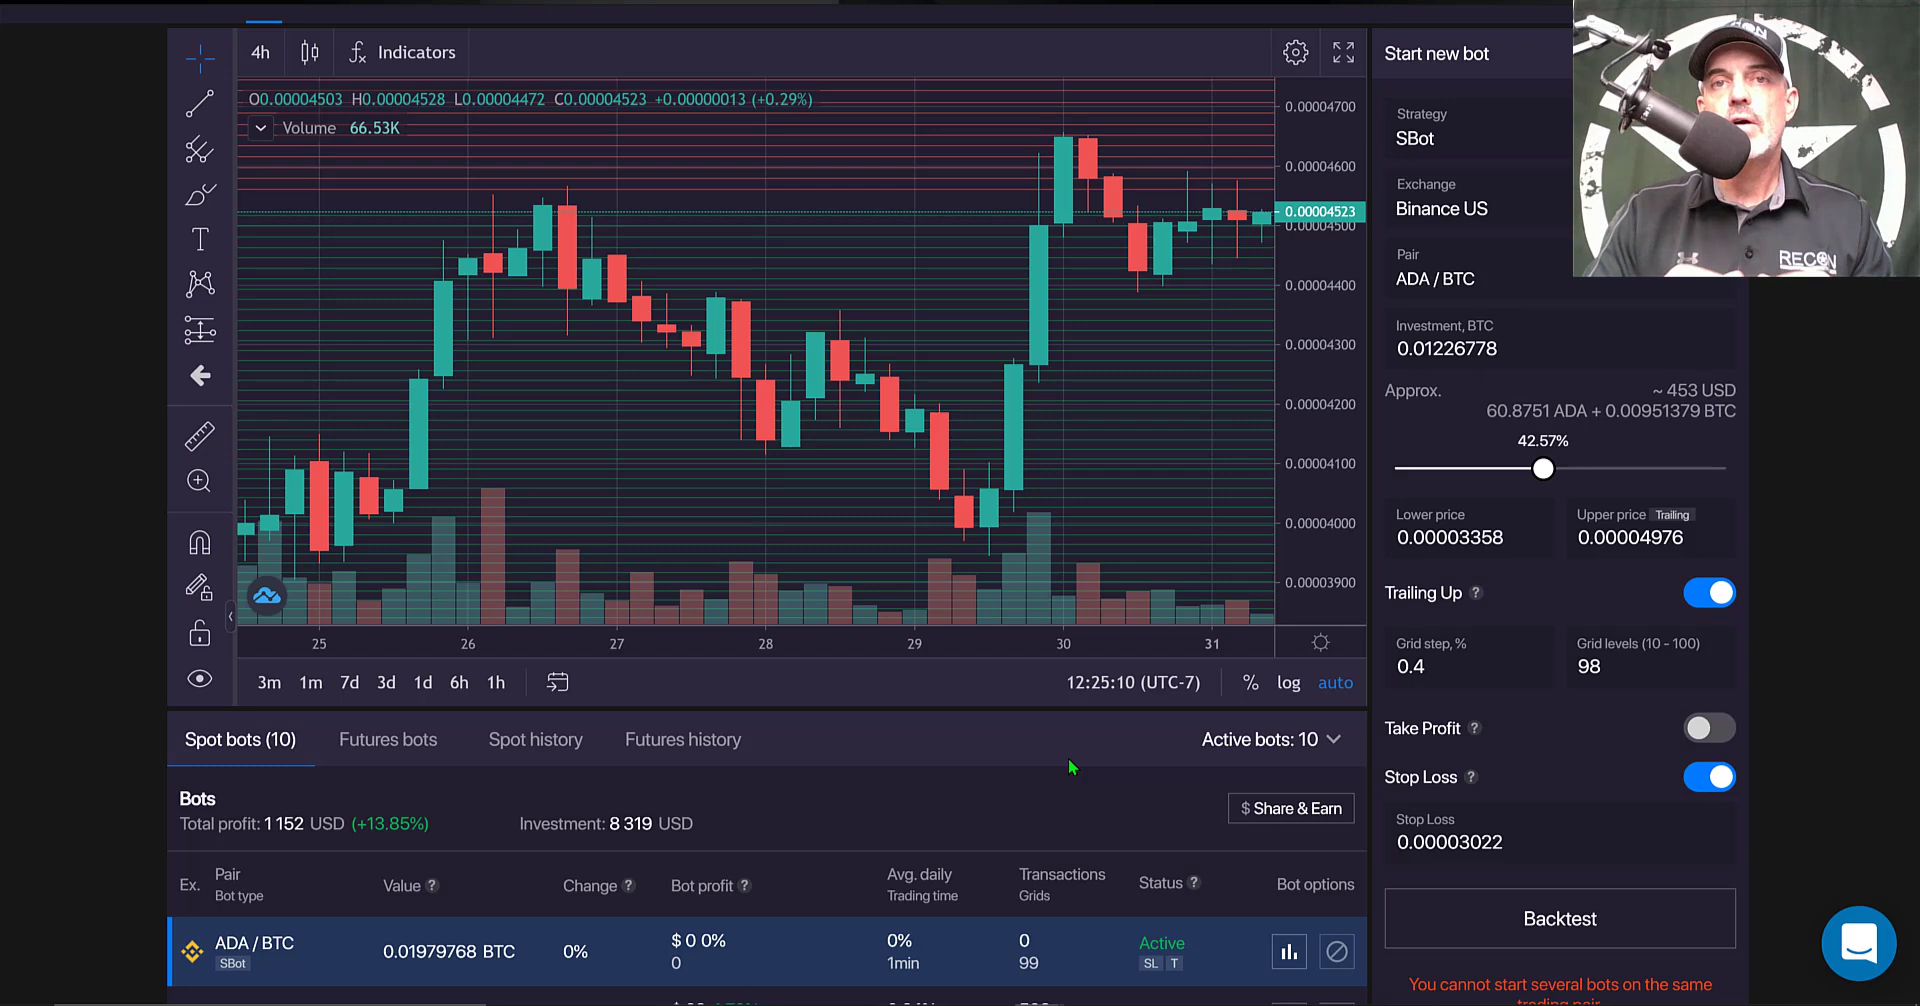 4h
Indicators
O0.00004503 H0.00004528 L0.00004472 C0.00004523 +0.00000013 (+0.29%)
Volume 66.53K
0.00004700
0.00004600
0.00004523
0.00004500
0.00004400
0.00004300
0.00004200
0.00004100
0.00004000
0.00003900
25 26 27 28 29 30 31
3m 1m 7d 3d 1d 6h 1h
12:25:10 (UTC-7) % log auto
Start new bot
Strategy
SBot
Exchange
Binance US
Pair
ADA / BTC
Investment, BTC
0.01226778
Approx. ~ 453 USD
60.8751 ADA + 0.00951379 BTC
42.57%
Lower price
0.00003358
Upper price Trailing
0.00004976
Trailing Up ?
Grid step, %
0.4
Grid levels (10 - 100)
98
Take Profit ?
Stop Loss ?
Stop Loss
0.00003022
Backtest
You cannot start several bots on the same
trading pair
RECON
RECON
T
Spot bots (10) Futures bots Spot history Futures history Active bots: 10
Bots
Total profit: 1 152 USD (+13.85%) Investment: 8 319 USD
$ Share & Earn
Ex.
Pair
Bot type
Value ?
Change ?
Bot profit ?
Avg. daily
Trading time
Transactions
Grids
Status ?
Bot options
ADA / BTC
SBot
0.01979768 BTC
0%
$ 0 0%
0
0%
1min
0
99
Active
SL T